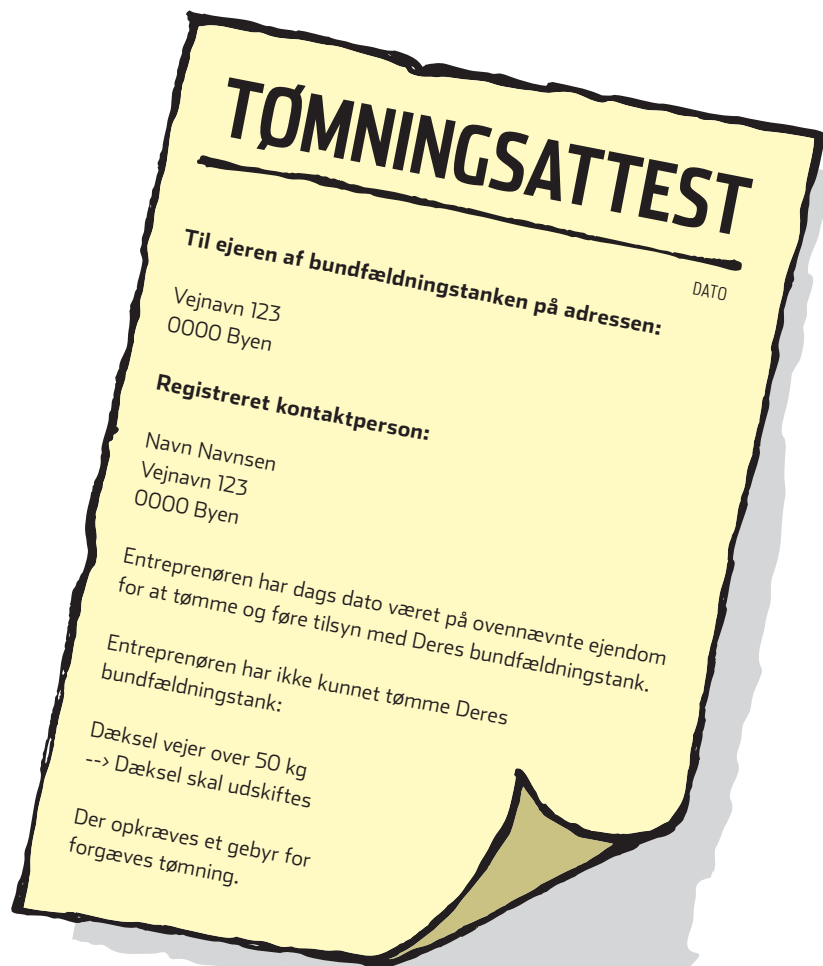 TØMNINGSATTEST
DATO
Til ejeren af bundfældningstanken på adressen:
Vejnavn 123
0000 Byen
Registreret kontaktperson:
Navn Navnsen
Vejnavn 123
0000 Byen
Entreprenøren har dags dato været på ovennævnte ejendom
for at tømme og føre tilsyn med Deres bundfældningstank.
Entreprenøren har ikke kunnet tømme Deres
bundfældningstank:
Dæksel vejer over 50 kg
--> Dæksel skal udskiftes
Der opkræves et gebyr for
forgæves tømning.